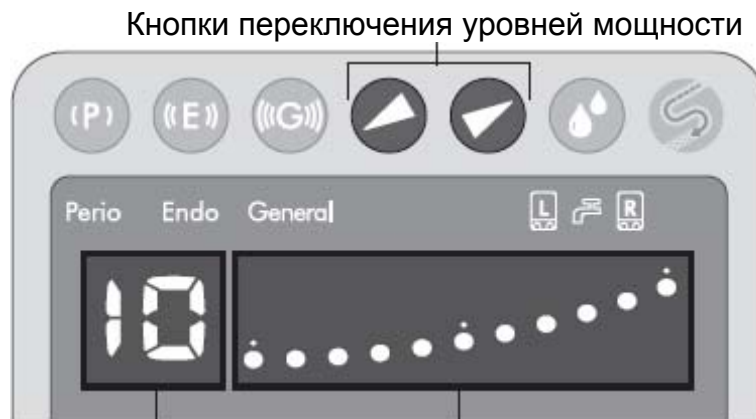 Кнопки переключения уровней мощности
(P) ((E)) (((G)))
Perio Endo General L R
10